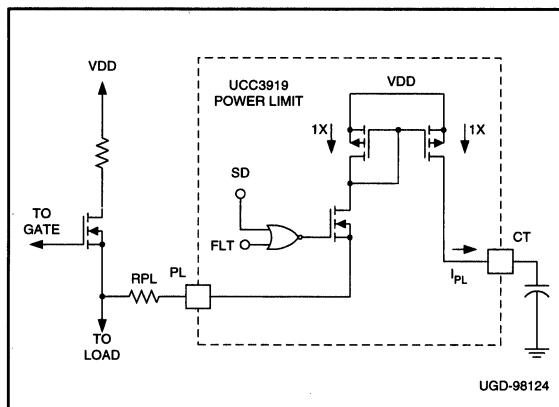 VDD
UCC3919
POWER LIMIT
VDD
1X
1X
SD
TO
GATE
FLT
CT
RPL
PL
IPL
TO
LOAD
UGD-98124